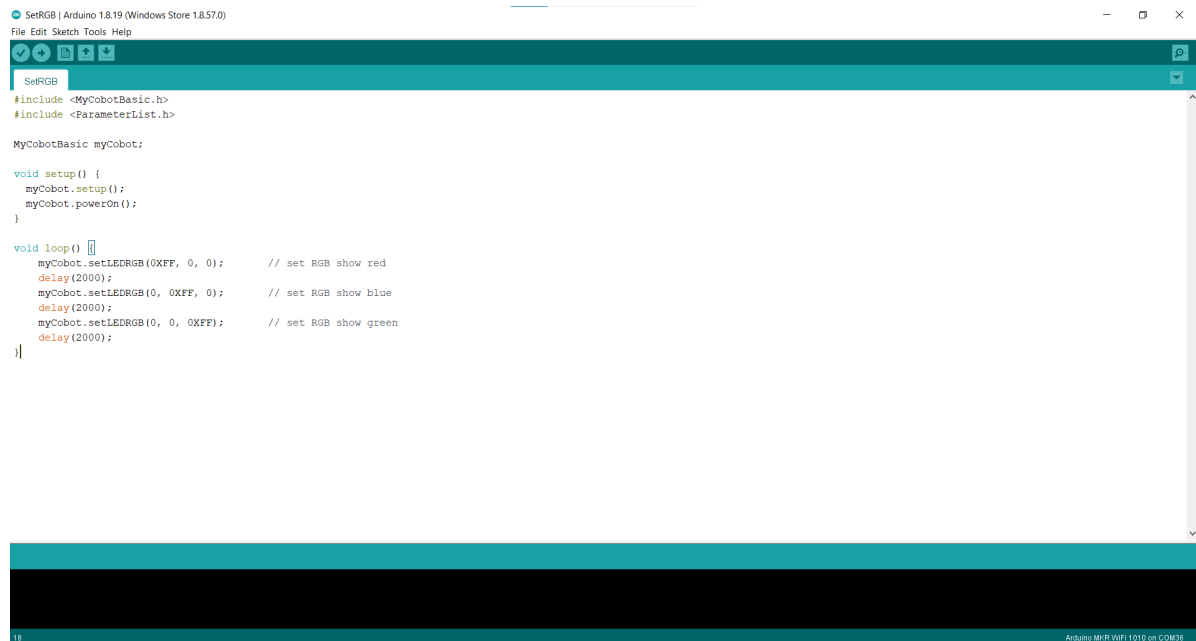 SetRGB | Arduino 1.8.19 (Windows Store 1.8.57.0)
File Edit Sketch Tools Help
SetRGB
#include <MyCobotBasic.h>
#include <ParameterList.h>
MyCobotBasic myCobot;
void setup() {
  myCobot.setup();
  myCobot.powerOn();
}
void loop() {
    myCobot.setLEDRGB(0XFF, 0, 0);       // set RGB show red
    delay(2000);
    myCobot.setLEDRGB(0, 0XFF, 0);       // set RGB show blue
    delay(2000);
    myCobot.setLEDRGB(0, 0, 0XFF);       // set RGB show green
    delay(2000);
}
18
Arduino MKR WiFi 1010 on COM36